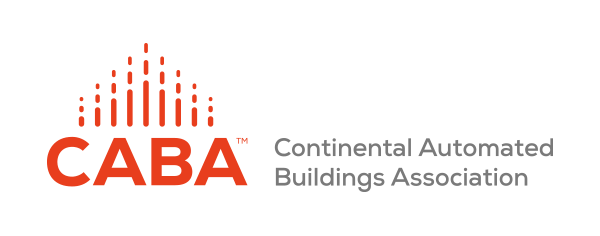 CABA™
Continental Automated
Buildings Association